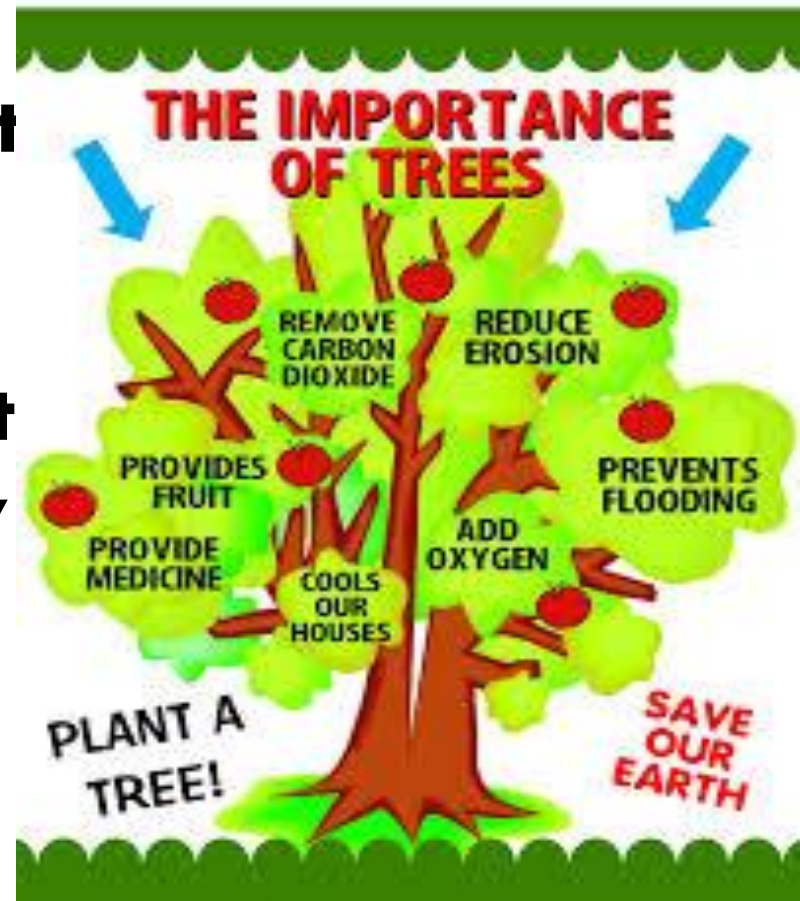 THE IMPORTANCE
OF TREES
REMOVE
CARBON
DIOXIDE
REDUCE
EROSION
PROVIDES
FRUIT
PREVENTS
FLOODING
PROVIDE
MEDICINE
ADD
OXYGEN
COOLS
OUR
HOUSES
PLANT A
TREE!
SAVE
OUR
EARTH